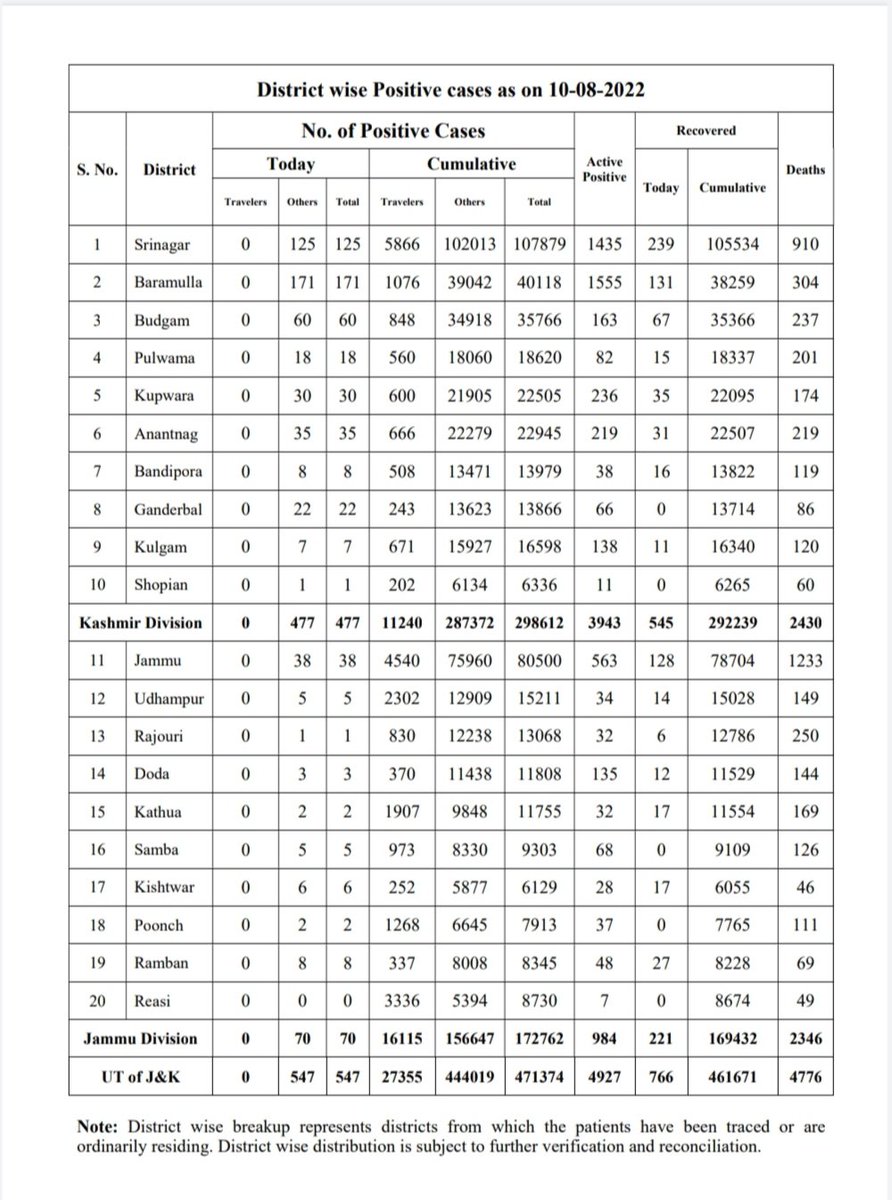 District wise Positive cases as on 10-08-2022
S. No. District No. of Positive Cases Active Positive Recovered Deaths
Today Cumulative Today Cumulative
Travelers Others Total Travelers Others Total
1 Srinagar 0 125 125 5866 102013 107879 1435 239 105534 910
2 Baramulla 0 171 171 1076 39042 40118 1555 131 38259 304
3 Budgam 0 60 60 848 34918 35766 163 67 35366 237
4 Pulwama 0 18 18 560 18060 18620 82 15 18337 201
5 Kupwara 0 30 30 600 21905 22505 236 35 22095 174
6 Anantnag 0 35 35 666 22279 22945 219 31 22507 219
7 Bandipora 0 8 8 508 13471 13979 38 16 13822 119
8 Ganderbal 0 22 22 243 13623 13866 66 0 13714 86
9 Kulgam 0 7 7 671 15927 16598 138 11 16340 120
10 Shopian 0 1 1 202 6134 6336 11 0 6265 60
Kashmir Division 0 477 477 11240 287372 298612 3943 545 292239 2430
11 Jammu 0 38 38 4540 75960 80500 563 128 78704 1233
12 Udhampur 0 5 5 2302 12909 15211 34 14 15028 149
13 Rajouri 0 1 1 830 12238 13068 32 6 12786 250
14 Doda 0 3 3 370 11438 11808 135 12 11529 144
15 Kathua 0 2 2 1907 9848 11755 32 17 11554 169
16 Samba 0 5 5 973 8330 9303 68 0 9109 126
17 Kishtwar 0 6 6 252 5877 6129 28 17 6055 46
18 Poonch 0 2 2 1268 6645 7913 37 0 7765 111
19 Ramban 0 8 8 337 8008 8345 48 27 8228 69
20 Reasi 0 0 0 3336 5394 8730 7 0 8674 49
Jammu Division 0 70 70 16115 156647 172762 984 221 169432 2346
UT of J&K 0 547 547 27355 444019 471374 4927 766 461671 4776
Note: District wise breakup represents districts from which the patients have been traced or are
ordinarily residing. District wise distribution is subject to further verification and reconciliation.